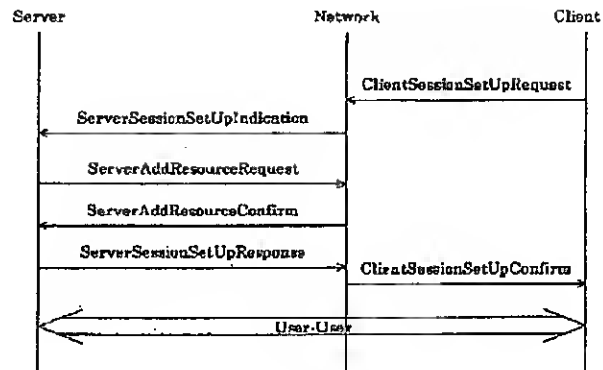 Server Network Client
ClientSessionSetUpRequest
ServerSessionSetUpIndication
ServerAddResourceRequest
ServerAddResourceConfirm
ServerSessionSetUpResponse
ClientSessionSetUpConfirm
User-User